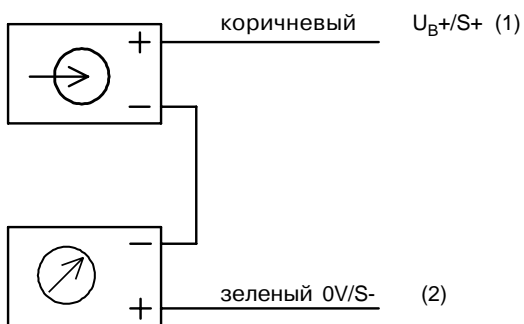 коричневый U_B+/S+ (1)
+
−
−
+
зеленый 0V/S- (2)